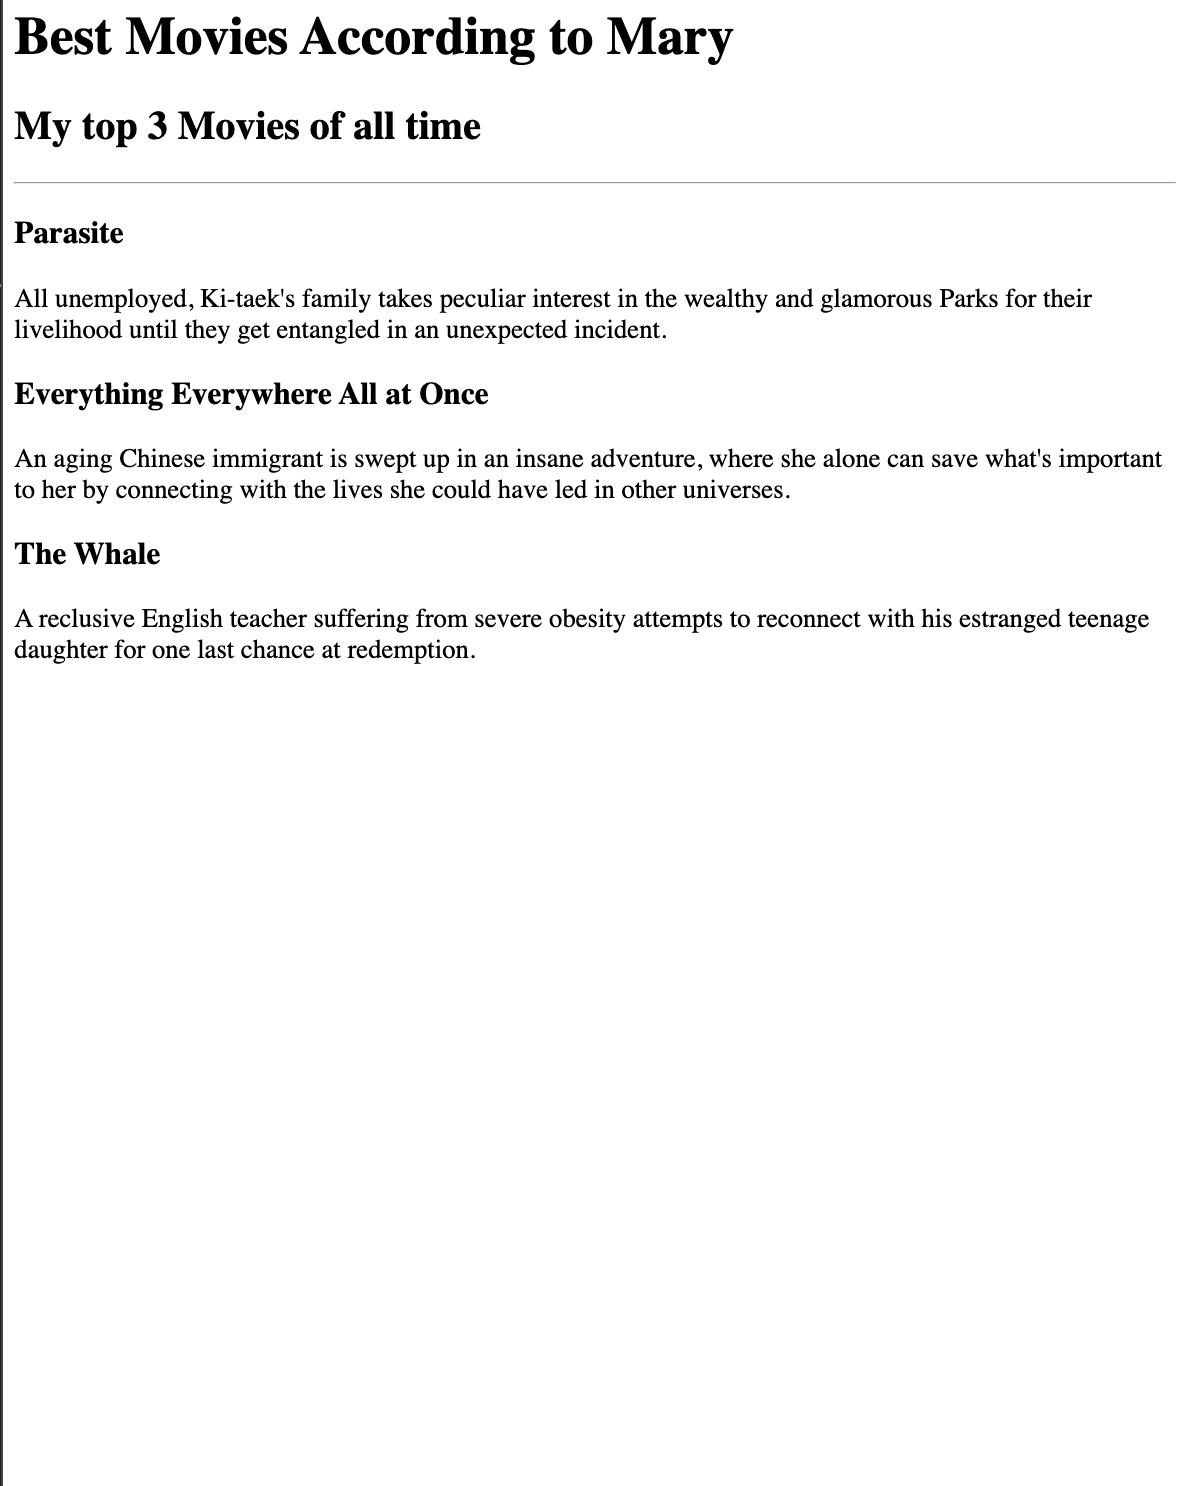 Best Movies According to Mary
My top 3 Movies of all time
Parasite
All unemployed, Ki-taek's family takes peculiar interest in the wealthy and glamorous Parks for their
livelihood until they get entangled in an unexpected incident.
Everything Everywhere All at Once
An aging Chinese immigrant is swept up in an insane adventure, where she alone can save what's important
to her by connecting with the lives she could have led in other universes.
The Whale
A reclusive English teacher suffering from severe obesity attempts to reconnect with his estranged teenage
daughter for one last chance at redemption.